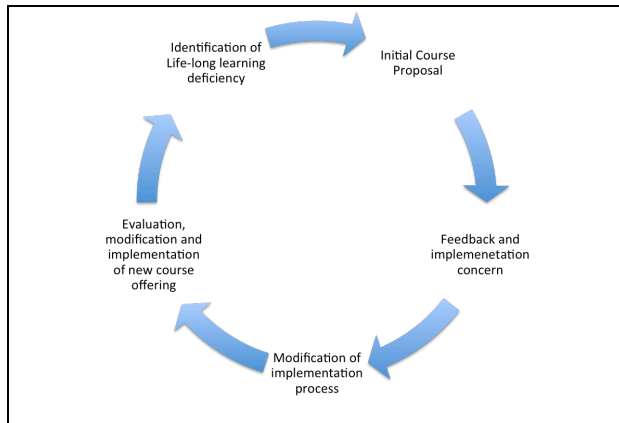 Identification of
Life-long learning
deficiency
Initial Course
Proposal
Feedback and
implemenetation
concern
Modification of
implementation
process
Evaluation,
modification and
implementation
of new course
offering